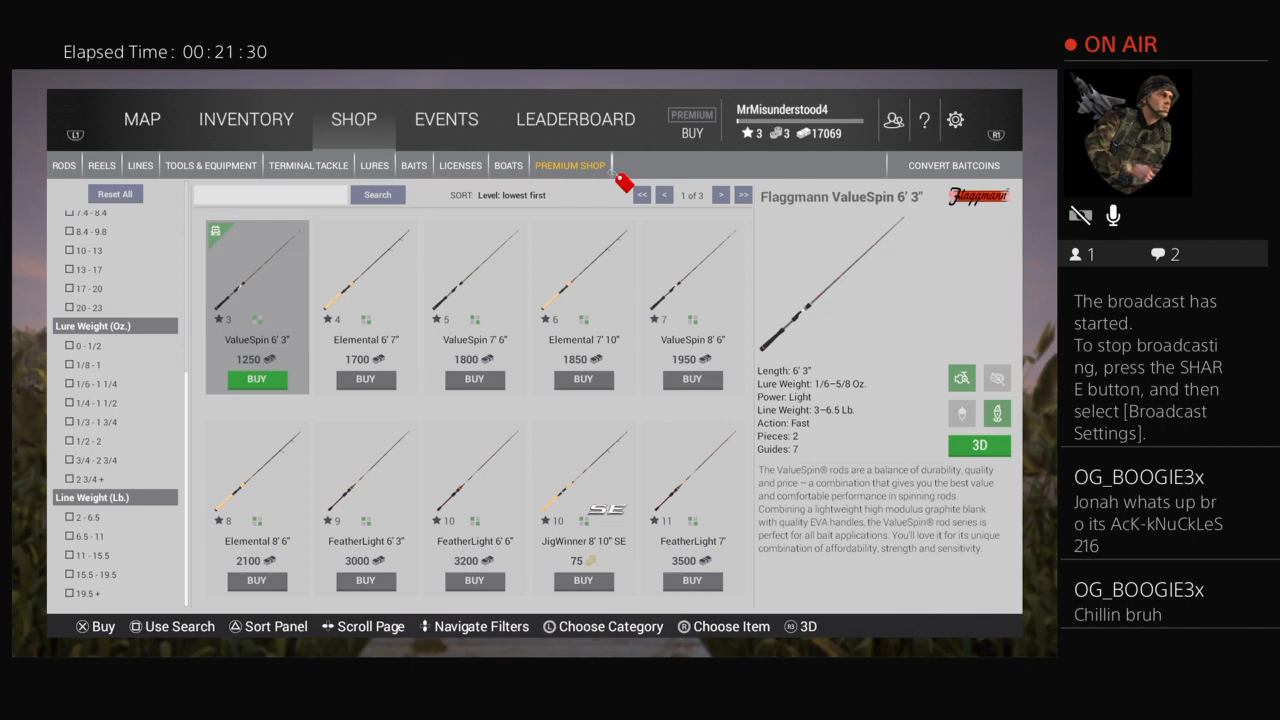 Elapsed Time: 00:21:30
ON AIR
MAP
INVENTORY
SHOP
EVENTS
LEADERBOARD
PREMIUM
BUY
MrMisunderstood4
3 3 17069
?
L1
R1
RODS
REELS
LINES
TOOLS & EQUIPMENT
TERMINAL TACKLE
LURES
BAITS
LICENSES
BOATS
PREMIUM SHOP
CONVERT BAITCOINS
Reset All
Search
SORT: Level: lowest first
<< < 1 of 3 > >>
7.4 - 8.4
8.4 - 9.8
10 - 13
13 - 17
17 - 20
20 - 23
Lure Weight (Oz.)
0 - 1/2
1/8 - 1
1/6 - 1 1/4
1/4 - 1 1/2
1/3 - 1 3/4
1/2 - 2
3/4 - 2 3/4
2 3/4 +
Line Weight (Lb.)
2 - 6.5
6.5 - 11
11 - 15.5
15.5 - 19.5
19.5 +
3
ValueSpin 6' 3"
1250
BUY
4
Elemental 6' 7"
1700
BUY
5
ValueSpin 7' 6"
1800
BUY
6
Elemental 7' 10"
1850
BUY
7
ValueSpin 8' 6"
1950
BUY
8
Elemental 8' 6"
2100
BUY
9
FeatherLight 6' 3"
3000
BUY
10
FeatherLight 6' 6"
3200
BUY
SE
10
JigWinner 8' 10" SE
75
BUY
11
FeatherLight 7'
3500
BUY
Flaggmann ValueSpin 6' 3"
Flaggmann
Length: 6' 3"
Lure Weight: 1/6–5/8 Oz.
Power: Light
Line Weight: 3–6.5 Lb.
Action: Fast
Pieces: 2
Guides: 7
3D
The ValueSpin® rods are a balance of durability, quality
and price – a combination that gives you the best value
and comfortable performance in spinning rods.
Combining a lightweight high modulus graphite blank
with quality EVA handles, the ValueSpin® rod series is
perfect for all bait applications. You'll love it for its unique
combination of affordability, strength and sensitivity.
Buy
Use Search
Sort Panel
Scroll Page
Navigate Filters
L Choose Category
R Choose Item
R3 3D
1
2
The broadcast has
started.
To stop broadcasti
ng, press the SHAR
E button, and then
select [Broadcast
Settings].
OG_BOOGIE3x
Jonah whats up br
o its AcK-kNuCkLeS
216
OG_BOOGIE3x
Chillin bruh